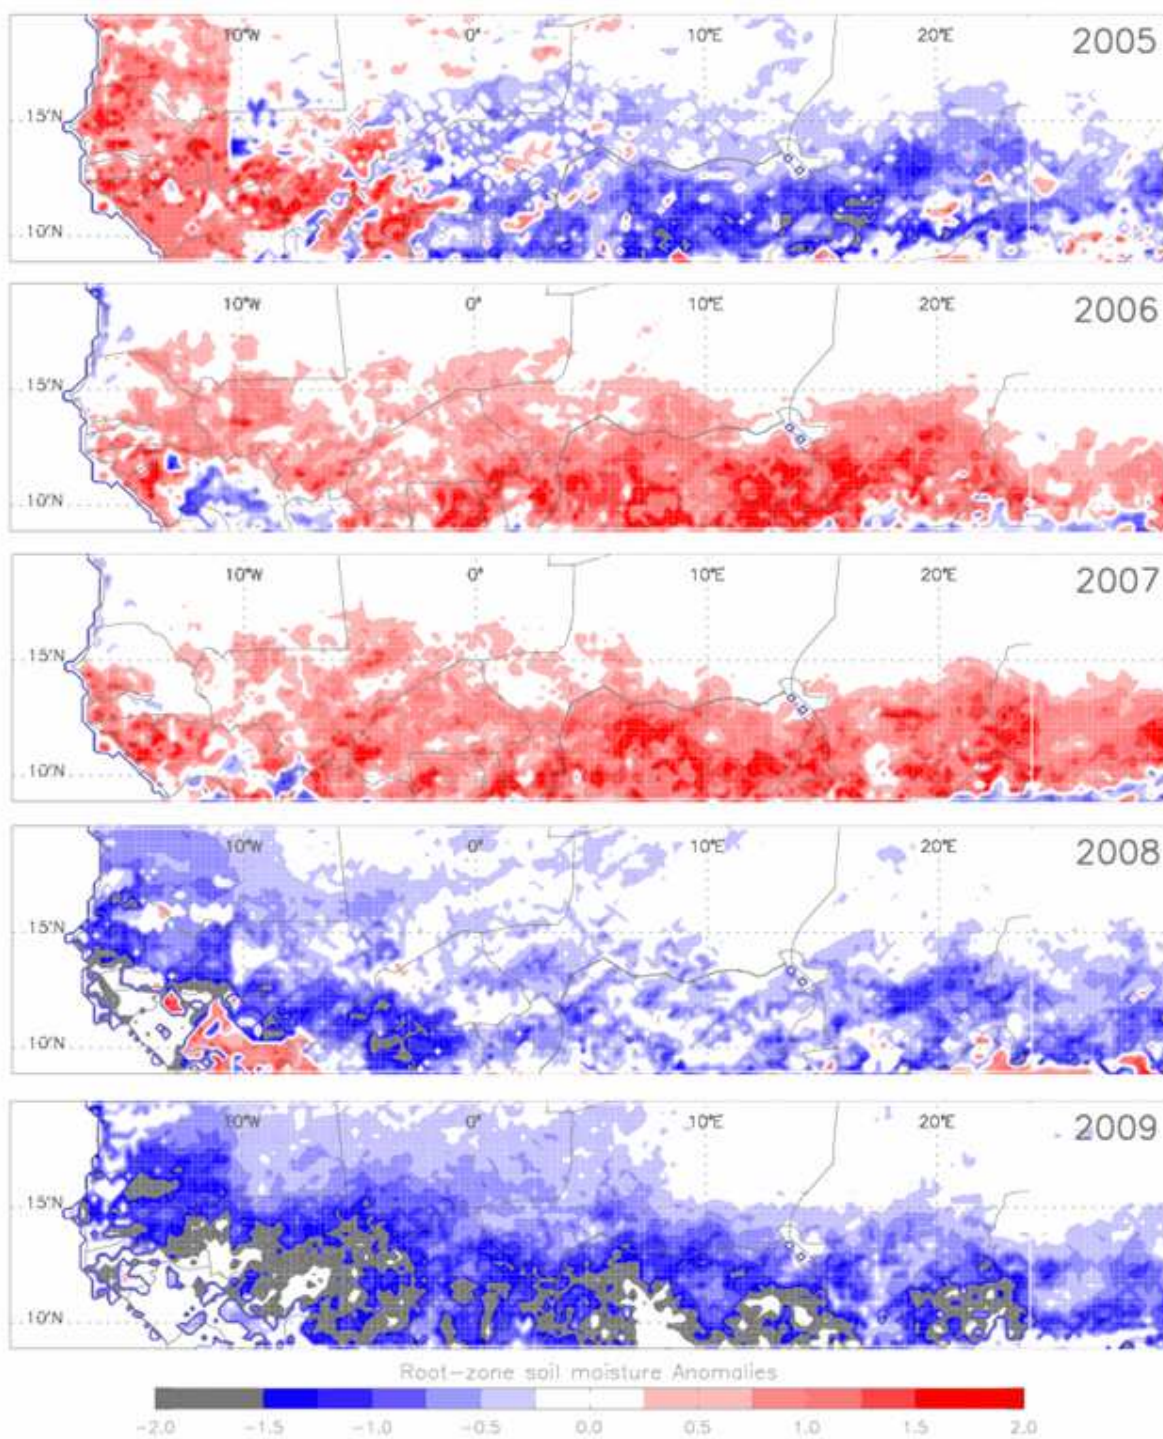 10°W 0° 10°E 20°E 2005
15°N
10°N
10°W 0° 10°E 20°E 2006
15°N
10°N
10°W 0° 10°E 20°E 2007
15°N
10°N
10°W 0° 10°E 20°E 2008
15°N
10°N
10°W 0° 10°E 20°E 2009
15°N
10°N
Root-zone soil moisture Anomalies
-2.0 -1.5 -1.0 -0.5 0.0 0.5 1.0 1.5 2.0